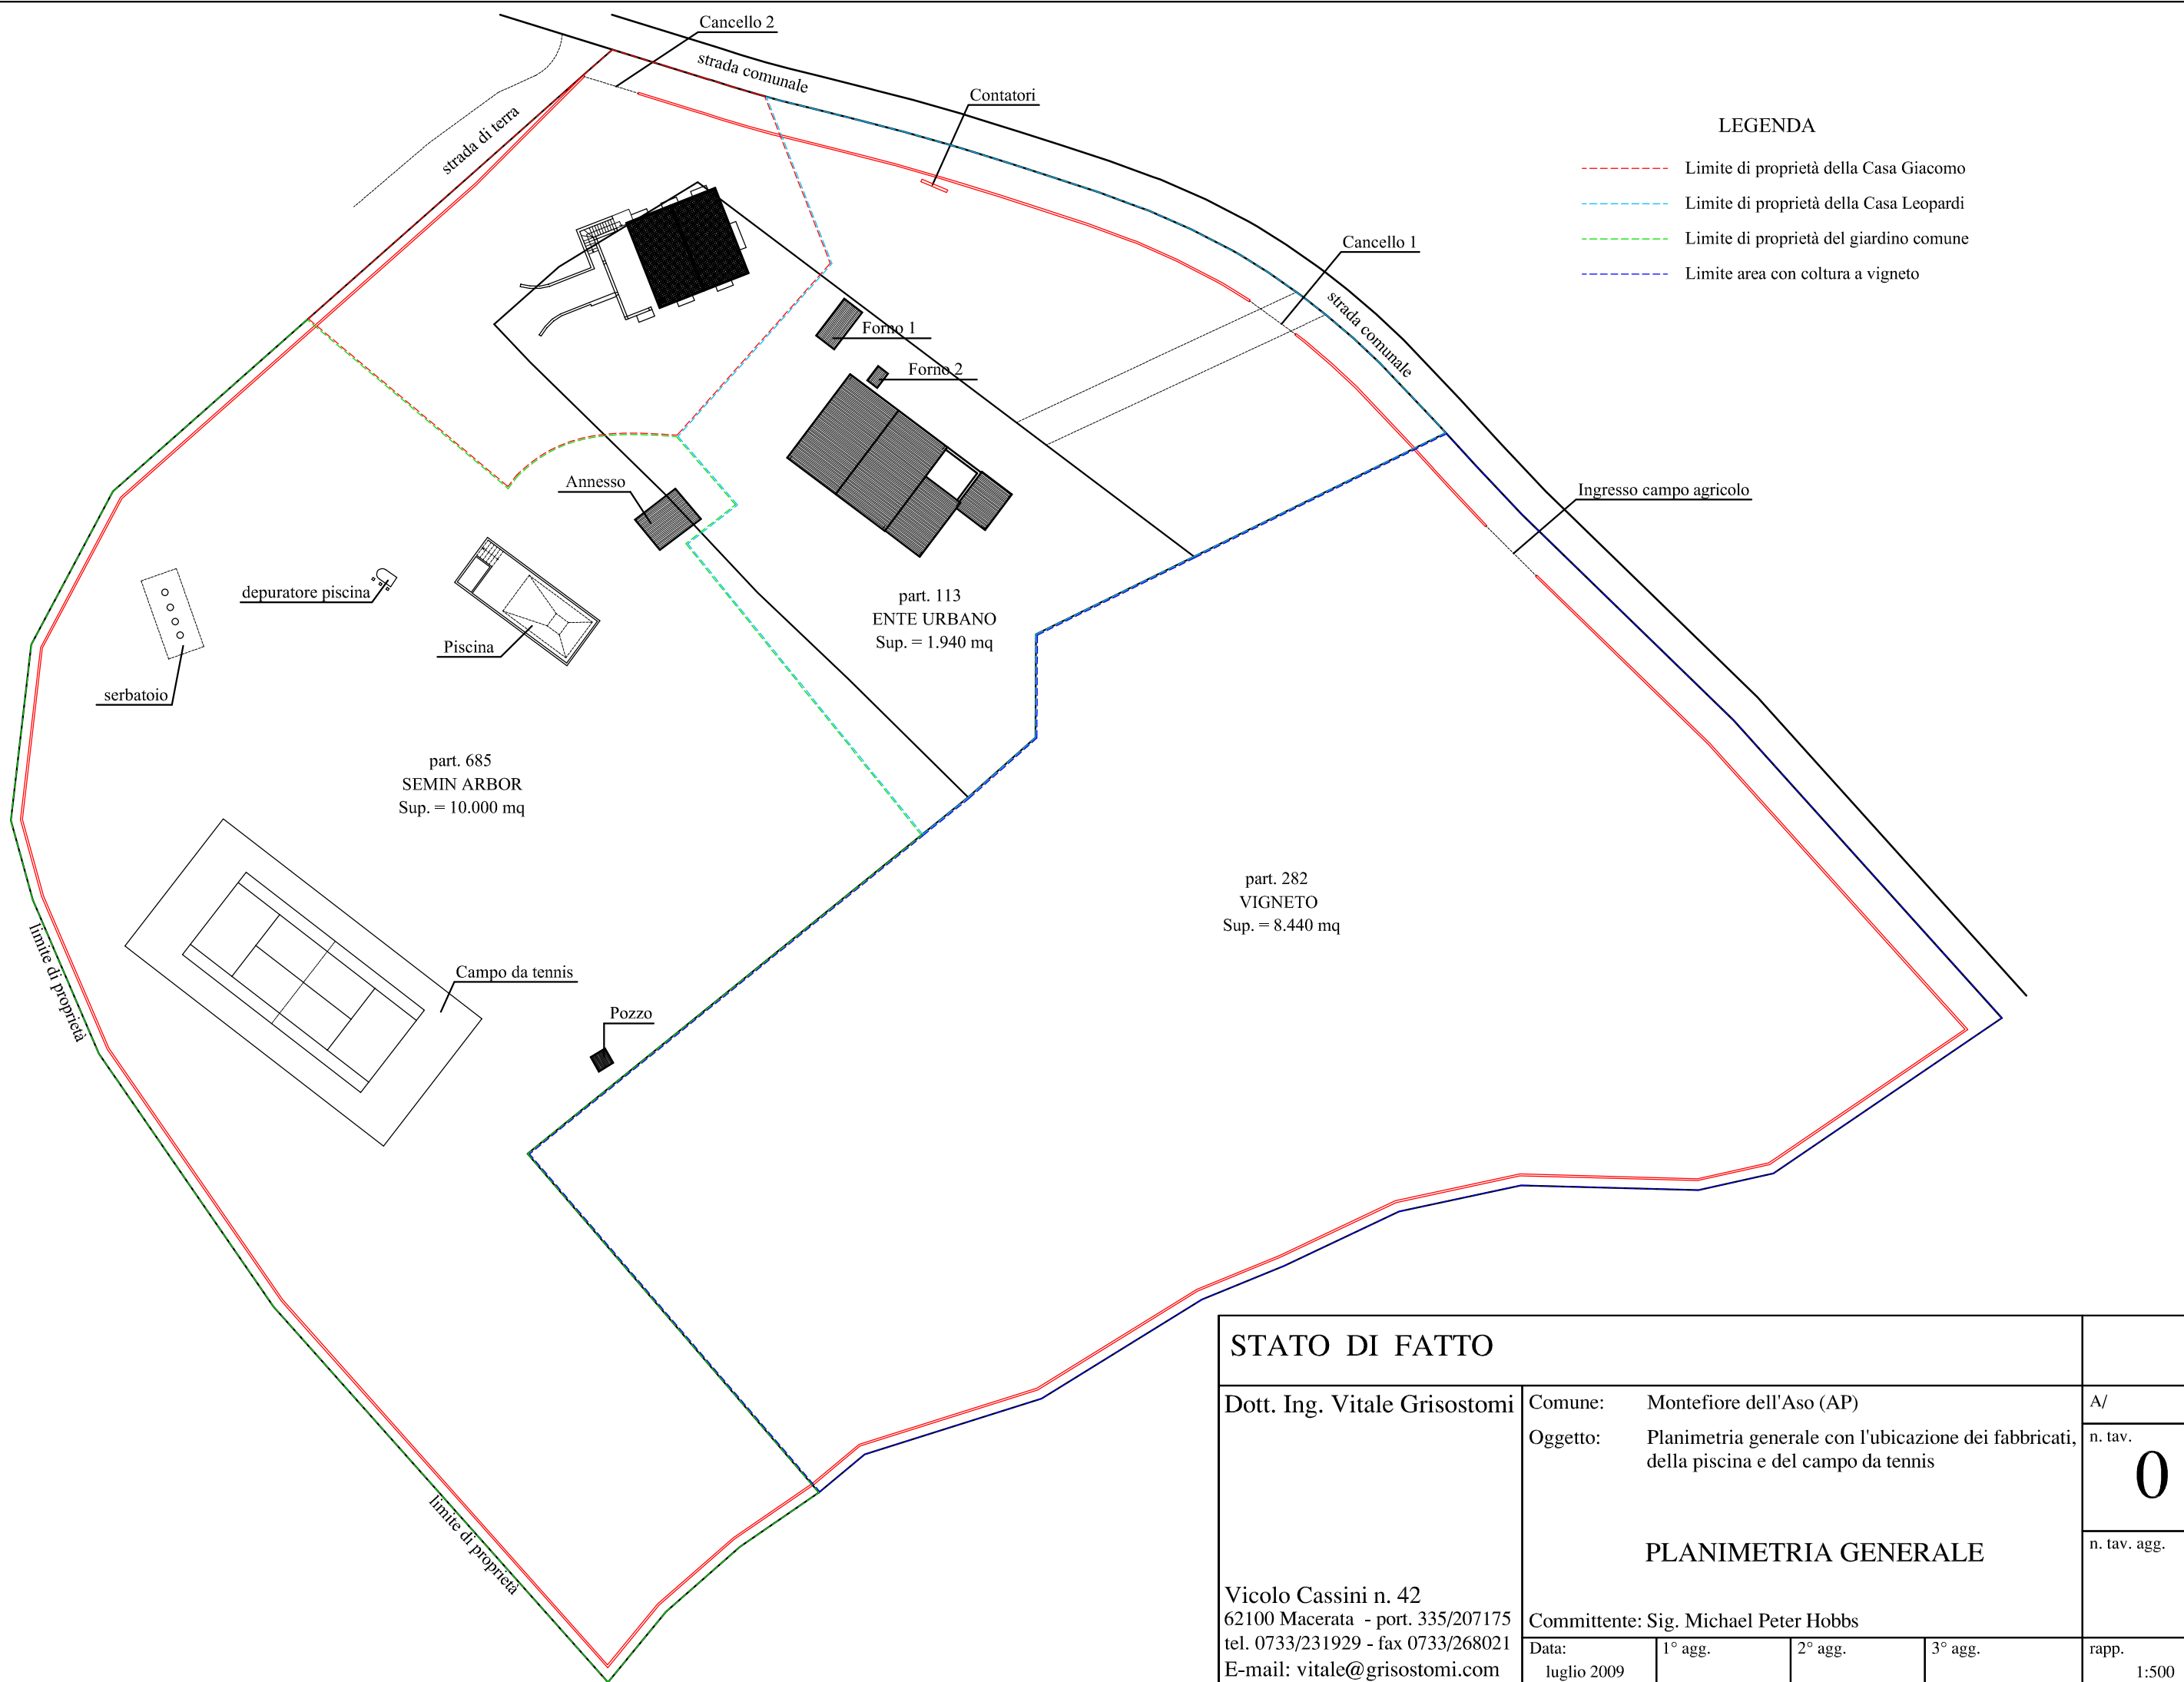 Cancello 2
strada comunale
Contatori
strada di terra
LEGENDA
Limite di proprietà della Casa Giacomo
Limite di proprietà della Casa Leopardi
Limite di proprietà del giardino comune
Limite area con coltura a vigneto
Cancello 1
strada comunale
Forno 1
Forno 2
Annesso
Ingresso campo agricolo
depuratore piscina
Piscina
serbatoio
part. 113
ENTE URBANO
Sup. = 1.940 mq
part. 685
SEMIN ARBOR
Sup. = 10.000 mq
part. 282
VIGNETO
Sup. = 8.440 mq
limite di proprietà
Campo da tennis
Pozzo
limite di proprietà
STATO DI FATTO
Dott. Ing. Vitale Grisostomi
Vicolo Cassini n. 42
62100 Macerata - port. 335/207175
tel. 0733/231929 - fax 0733/268021
E-mail: vitale@grisostomi.com
Comune: Montefiore dell'Aso (AP)
Oggetto: Planimetria generale con l'ubicazione dei fabbricati,
della piscina e del campo da tennis
PLANIMETRIA GENERALE
Committente: Sig. Michael Peter Hobbs
Data:
luglio 2009
1° agg.
2° agg.
3° agg.
A/
n. tav.
0
n. tav. agg.
rapp.
1:500